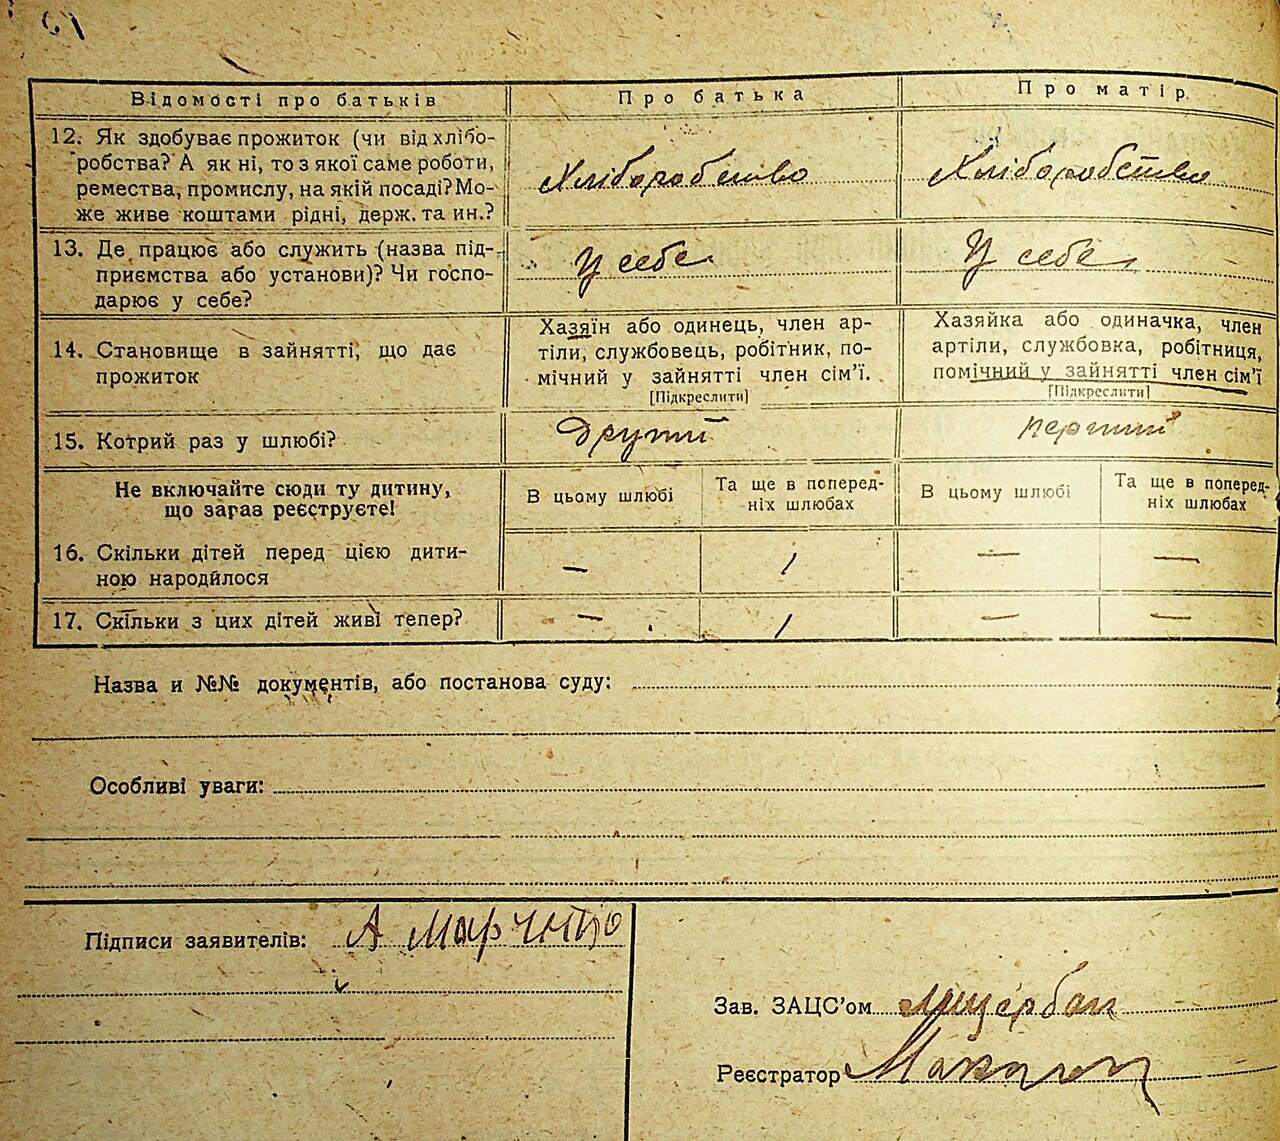 Відомості про батьків
Про батька
Про матір
12. Як здобуває прожиток (чи від хлібо-
робства? А як ні, то з якої саме роботи,
ремества, промислу, на якій посаді? Мо-
же живе коштами рідні, держ. та ин.?
Хліборобство
Хліборобство
13. Де працює або служить (назва під-
приємства або установи)? Чи госпо-
дарює у себе?
У себе
У себе
14. Становище в зайнятті, що дає
прожиток
Хазяїн або одинець, член ар-
тіли, службовець, робітник, по-
мічний у зайнятті член сім'ї.
[Підкреслити]
Хазяйка або одиначка, член
артіли, службовка, робітниця,
помічний у зайнятті член сім'ї
[Підкреслити]
15. Котрий раз у шлюбі?
другий
перший
Не включайте сюди ту дитину,
що зараз реєструєте!
В цьому шлюбі
Та ще в поперед-
ніх шлюбах
В цьому шлюбі
Та ще в поперед-
ніх шлюбах
16. Скільки дітей перед цією дити-
ною народилося
— 1 — —
17. Скільки з цих дітей живі тепер?
— 1 — —
Назва и №№ документів, або постанова суду:
Особливі уваги:
Підписи заявителів: А
Зав. ЗАЦС'ом
Реєстратор